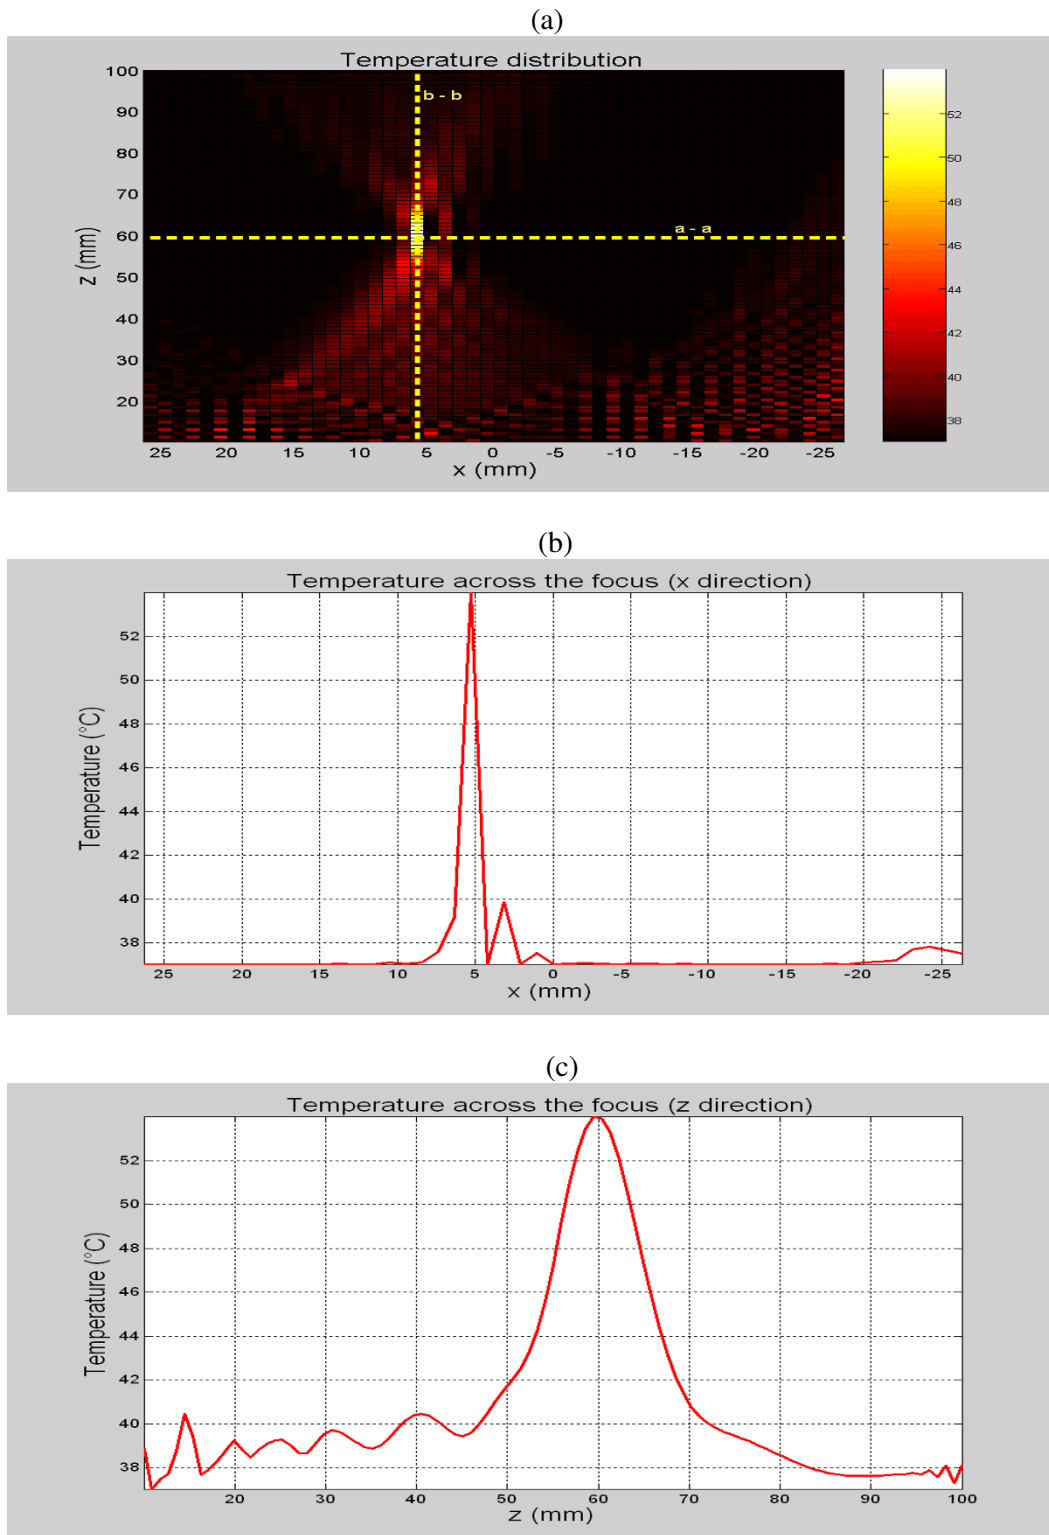 (a)
Temperature distribution
100
90
80
70
60
50
40
30
20
z (mm)
b - b
a - a
25 20 15 10 5 0 -5 -10 -15 -20 -25
x (mm)
52
50
48
46
44
42
40
38
(b)
Temperature across the focus (x direction)
52
50
48
46
44
42
40
38
Temperature (°C)
25 20 15 10 5 0 -5 -10 -15 -20 -25
x (mm)
(c)
Temperature across the focus (z direction)
52
50
48
46
44
42
40
38
Temperature (°C)
20 30 40 50 60 70 80 90 100
z (mm)